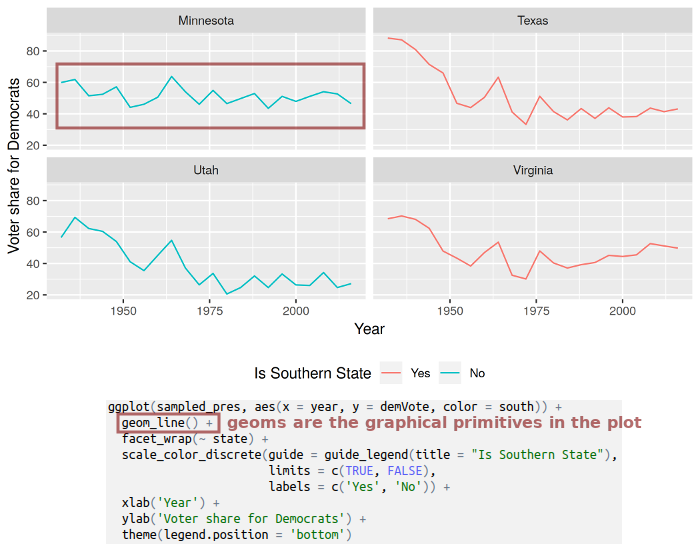 Minnesota
Texas
80
60
40
20
Utah
Virginia
80
60
40
20
Voter share for Democrats
1950
1975
2000
1950
1975
2000
Year
Is Southern State
Yes
No
ggplot(sampled_pres, aes(x = year, y = demVote, color = south)) +
geom_line() + geoms are the graphical primitives in the plot
facet_wrap(~ state) +
scale_color_discrete(guide = guide_legend(title = "Is Southern State"),
limits = c(TRUE, FALSE),
labels = c('Yes', 'No')) +
xlab('Year') +
ylab('Voter share for Democrats') +
theme(legend.position = 'bottom')